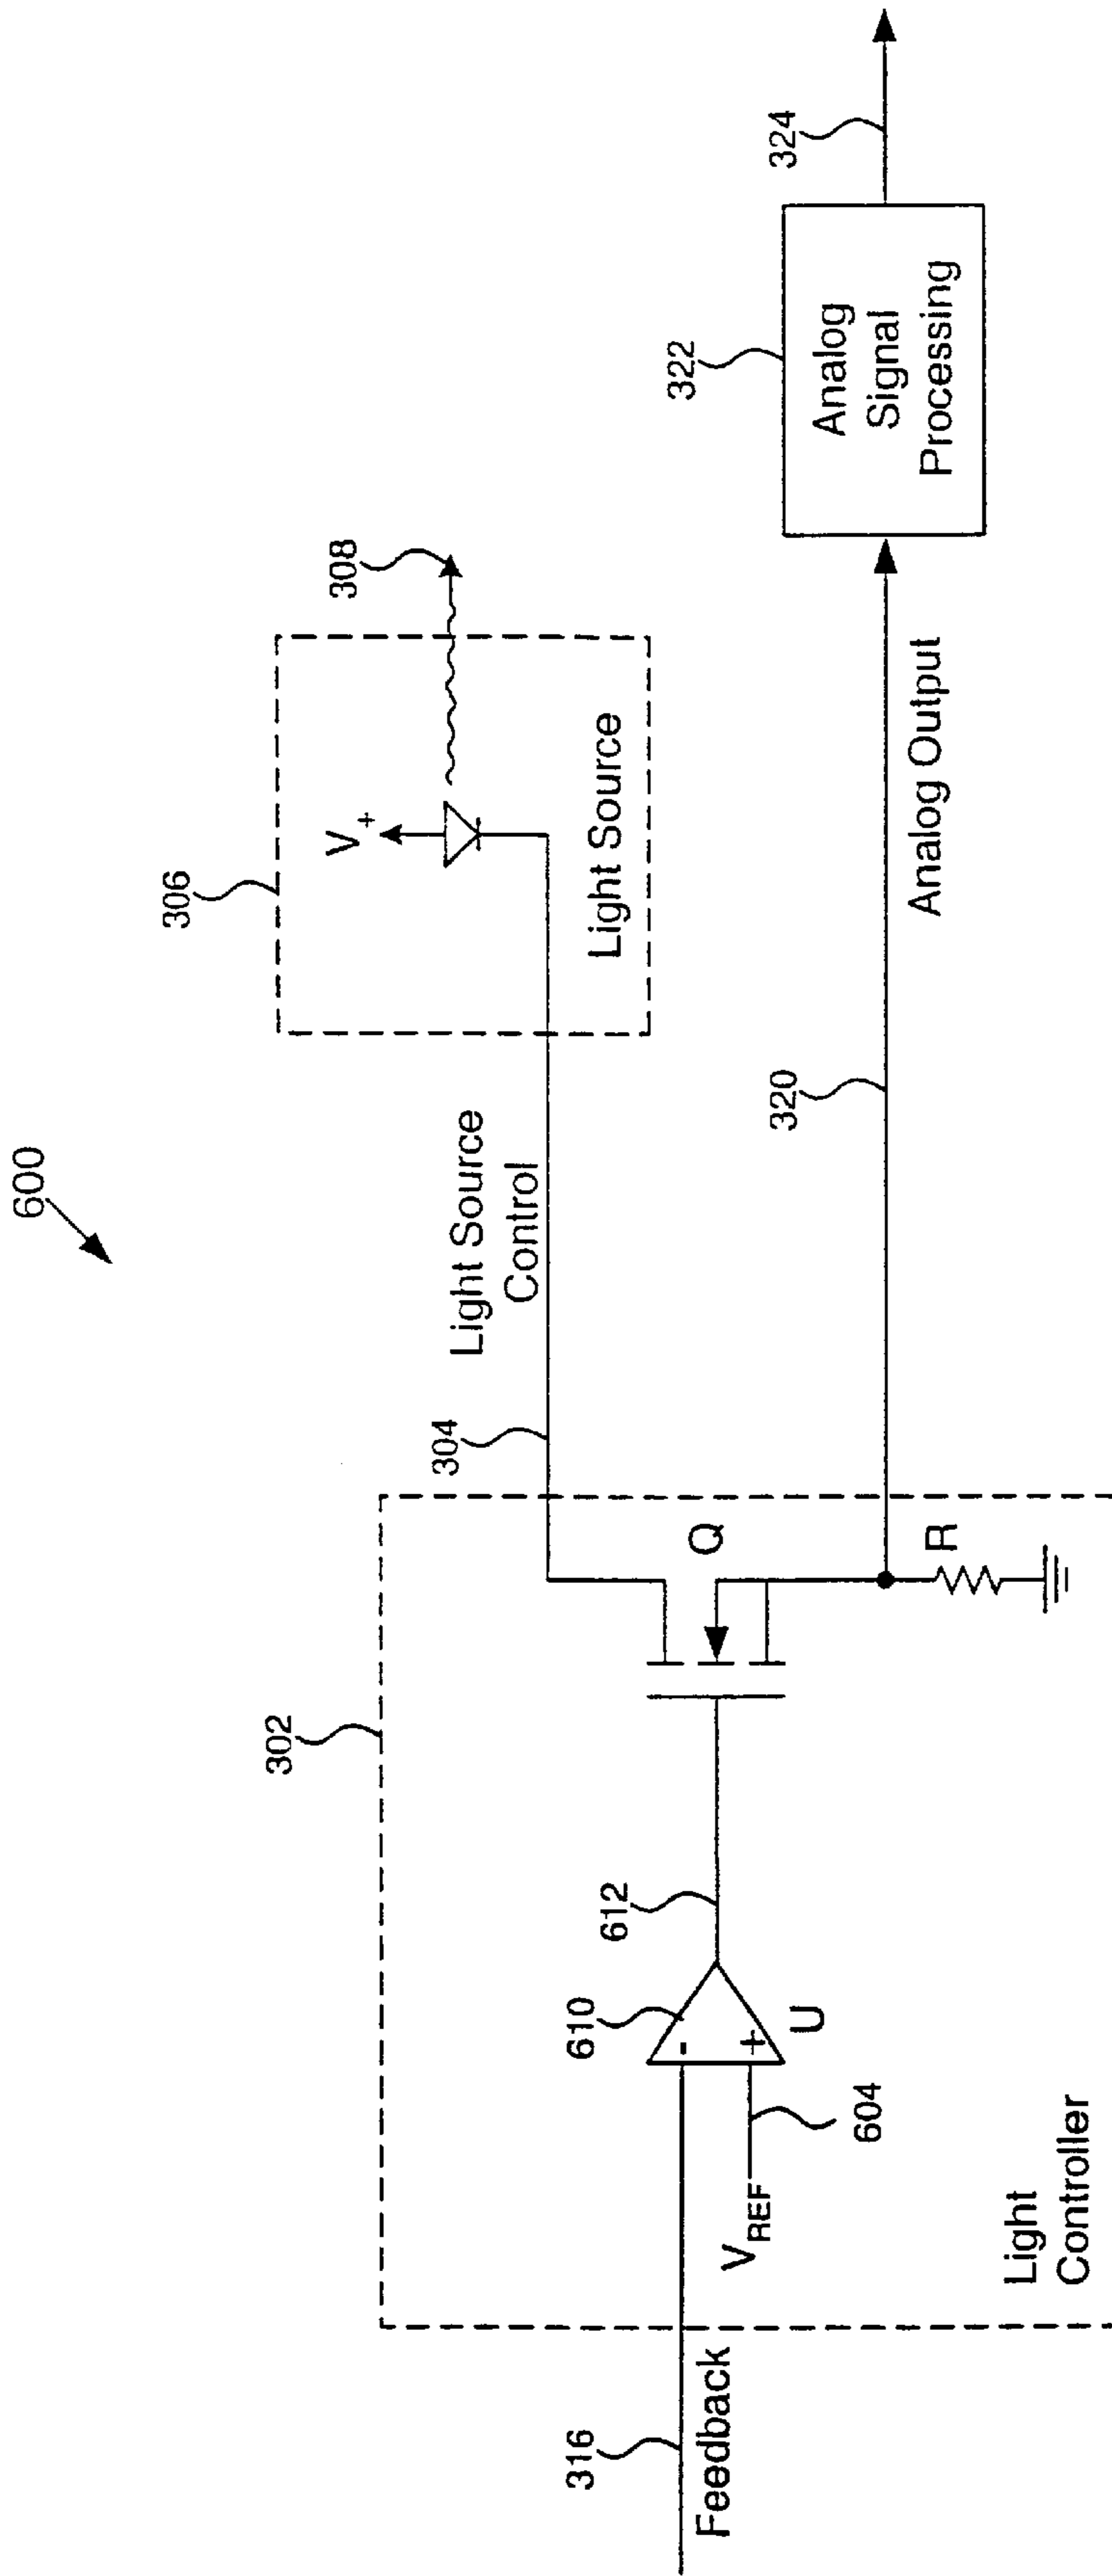 600
306
V+
308
Light Source
Light Source
Control
304
302
Q
R
320
Analog Output
322
324
Analog
Signal
Processing
316
Feedback
610
-
+
U
612
VREF
604
Light
Controller